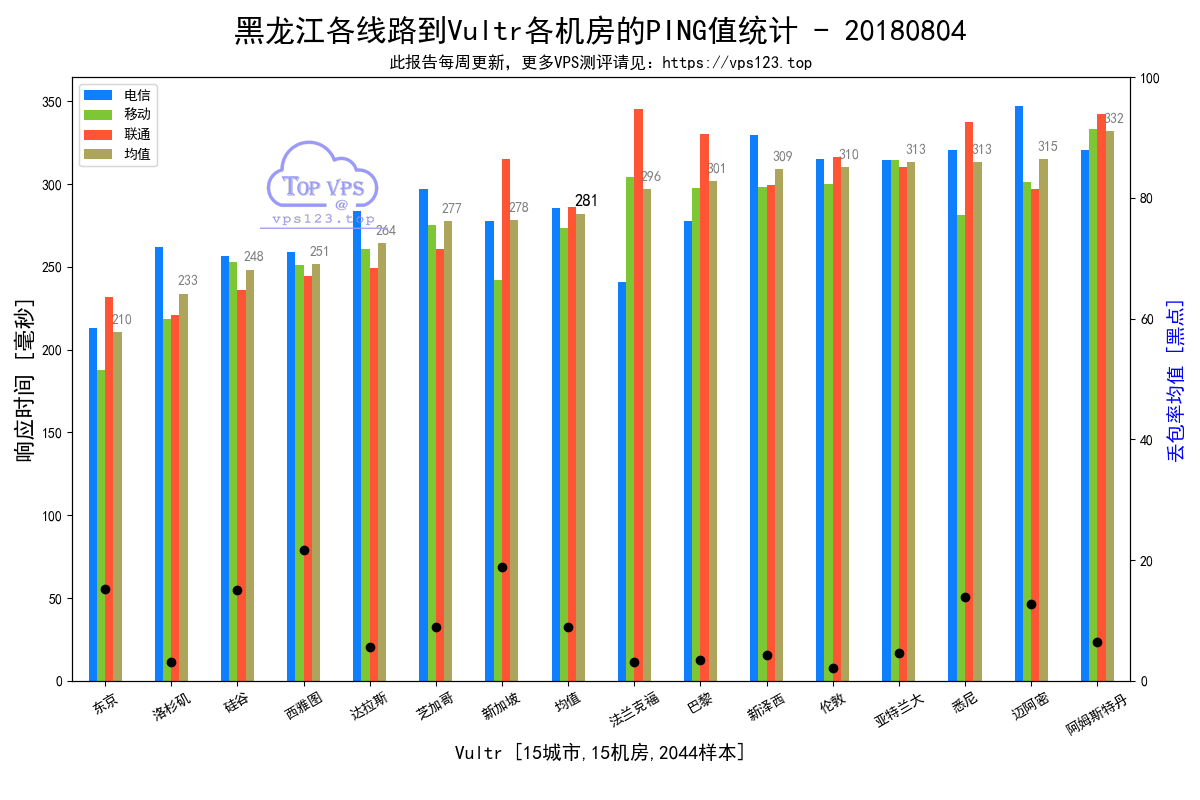 黑龙江各线路到Vultr各机房的PING值统计 - 20180804
此报告每周更新，更多VPS测评请见：https://vps123.top
电信
移动
联通
均值
TOP VPS
@
vps123.top
响应时间 [毫秒]
350
300
250
200
150
100
50
0
210
233
248
251
264
277
278
281
296
301
309
310
313
313
315
332
100
80
60
40
20
0
丢包率均值 [黑点]
东京
洛杉矶
硅谷
西雅图
达拉斯
芝加哥
新加坡
均值
法兰克福
巴黎
新泽西
伦敦
亚特兰大
悉尼
迈阿密
阿姆斯特丹
Vultr [15城市,15机房,2044样本]